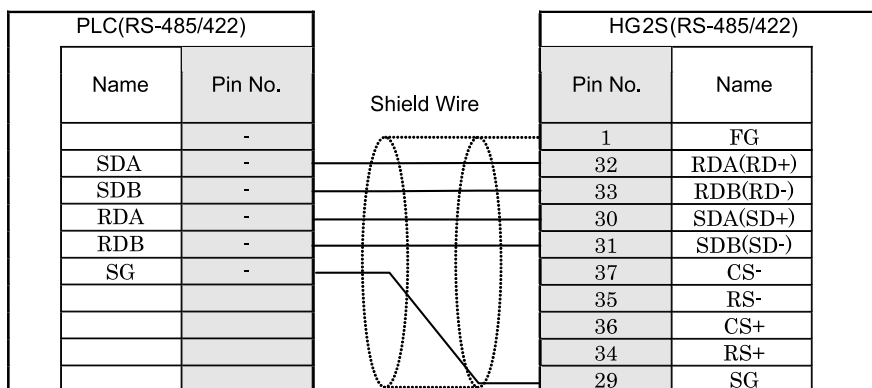 PLC(RS-485/422) HG2S(RS-485/422)
Name Pin No. Shield Wire Pin No. Name
- 1 FG
SDA - 32 RDA(RD+)
SDB - 33 RDB(RD-)
RDA - 30 SDA(SD+)
RDB - 31 SDB(SD-)
SG - 37 CS-
35 RS-
36 CS+
34 RS+
29 SG